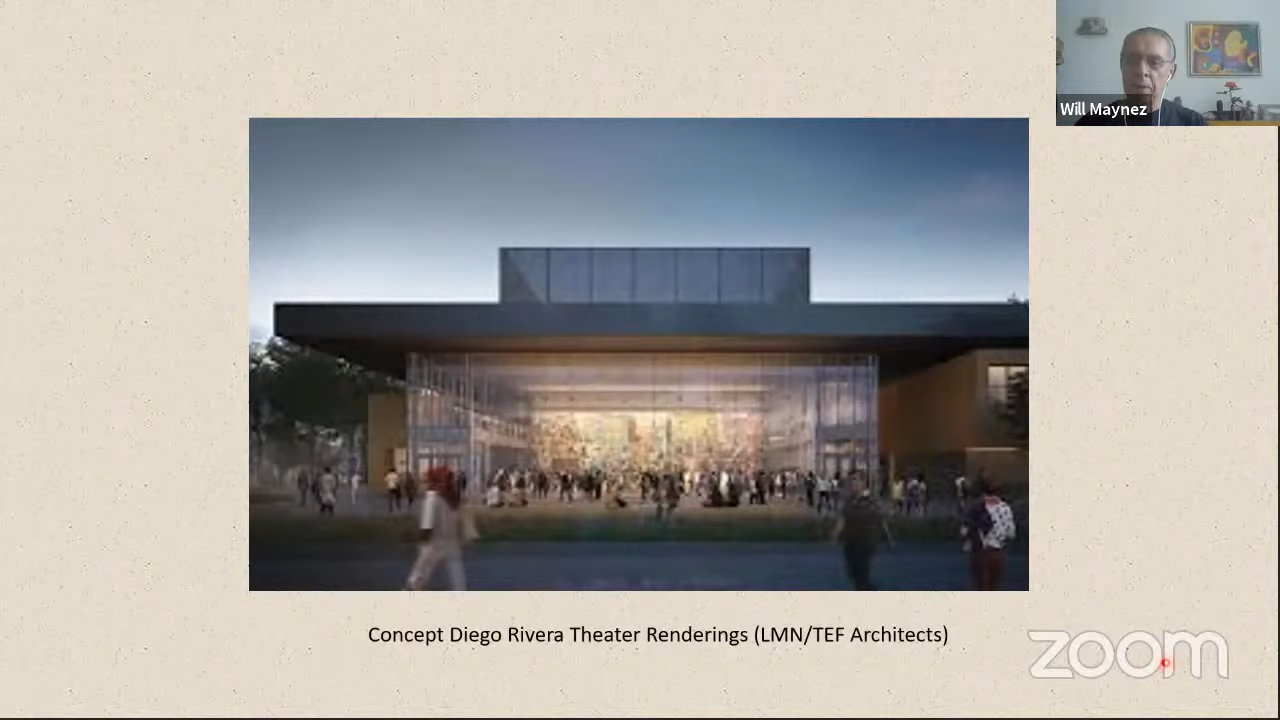 Will Maynez
Concept Diego Rivera Theater Renderings (LMN/TEF Architects)
zoom